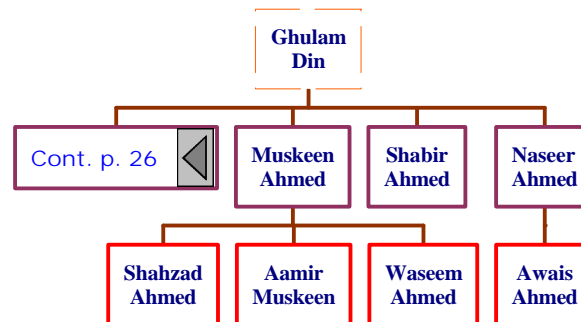 Ghulam
Din
Cont. p. 26
Muskeen
Ahmed
Shabir
Ahmed
Naseer
Ahmed
Shahzad
Ahmed
Aamir
Muskeen
Waseem
Ahmed
Awais
Ahmed